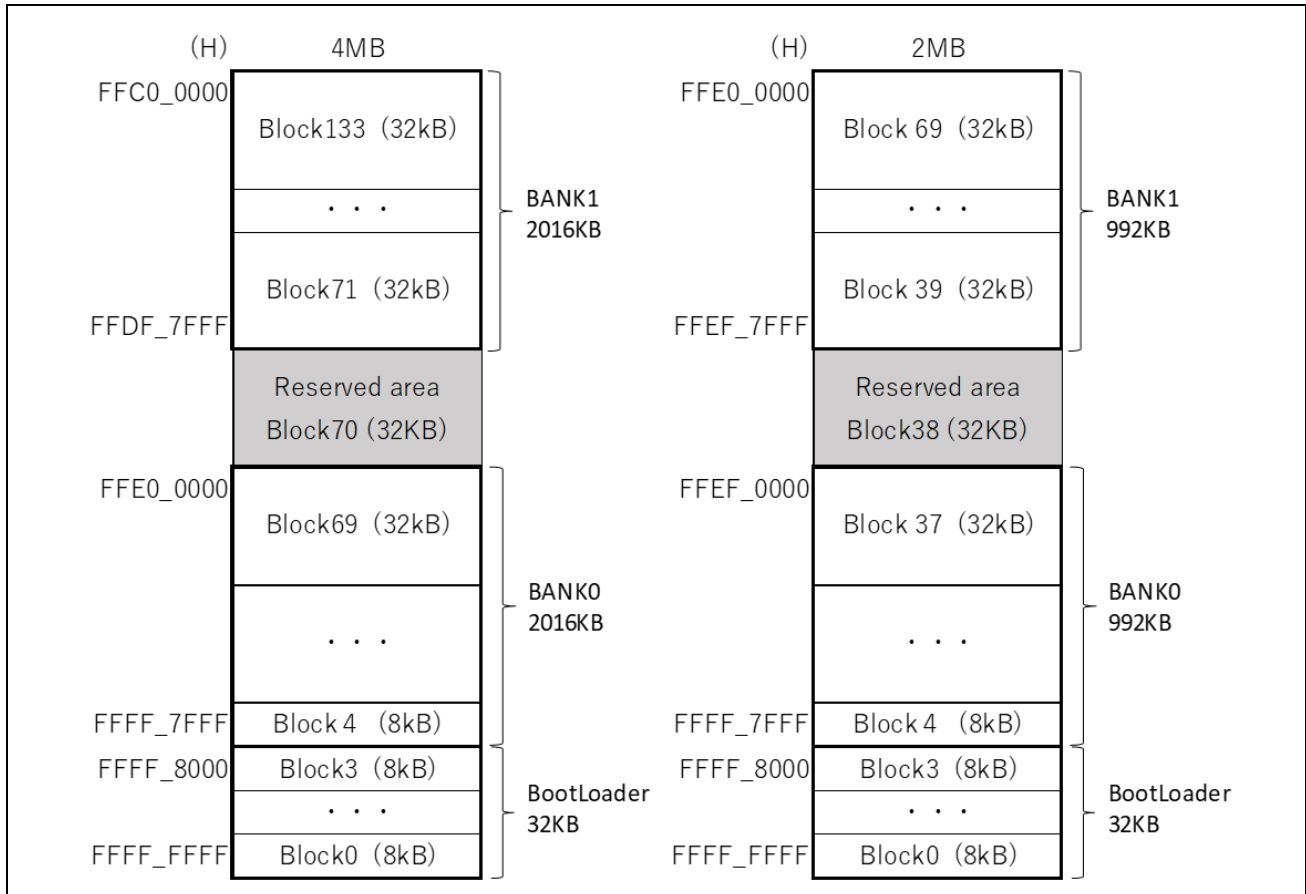 (H) 4MB
FFC0_0000
Block133 (32kB)
・・・
BANK1
2016KB
Block71 (32kB)
FFDF_7FFF
Reserved area
Block70 (32KB)
FFE0_0000
Block69 (32kB)
BANK0
2016KB
・・・
FFFF_7FFF Block 4 (8kB)
FFFF_8000 Block3 (8kB)
・・・
BootLoader
32KB
FFFF_FFFF Block0 (8kB)
(H) 2MB
FFE0_0000
Block 69 (32kB)
・・・
BANK1
992KB
Block 39 (32kB)
FFEF_7FFF
Reserved area
Block38 (32KB)
FFEF_0000
Block 37 (32kB)
BANK0
992KB
・・・
FFFF_7FFF Block 4 (8kB)
FFFF_8000 Block3 (8kB)
・・・
BootLoader
32KB
FFFF_FFFF Block0 (8kB)